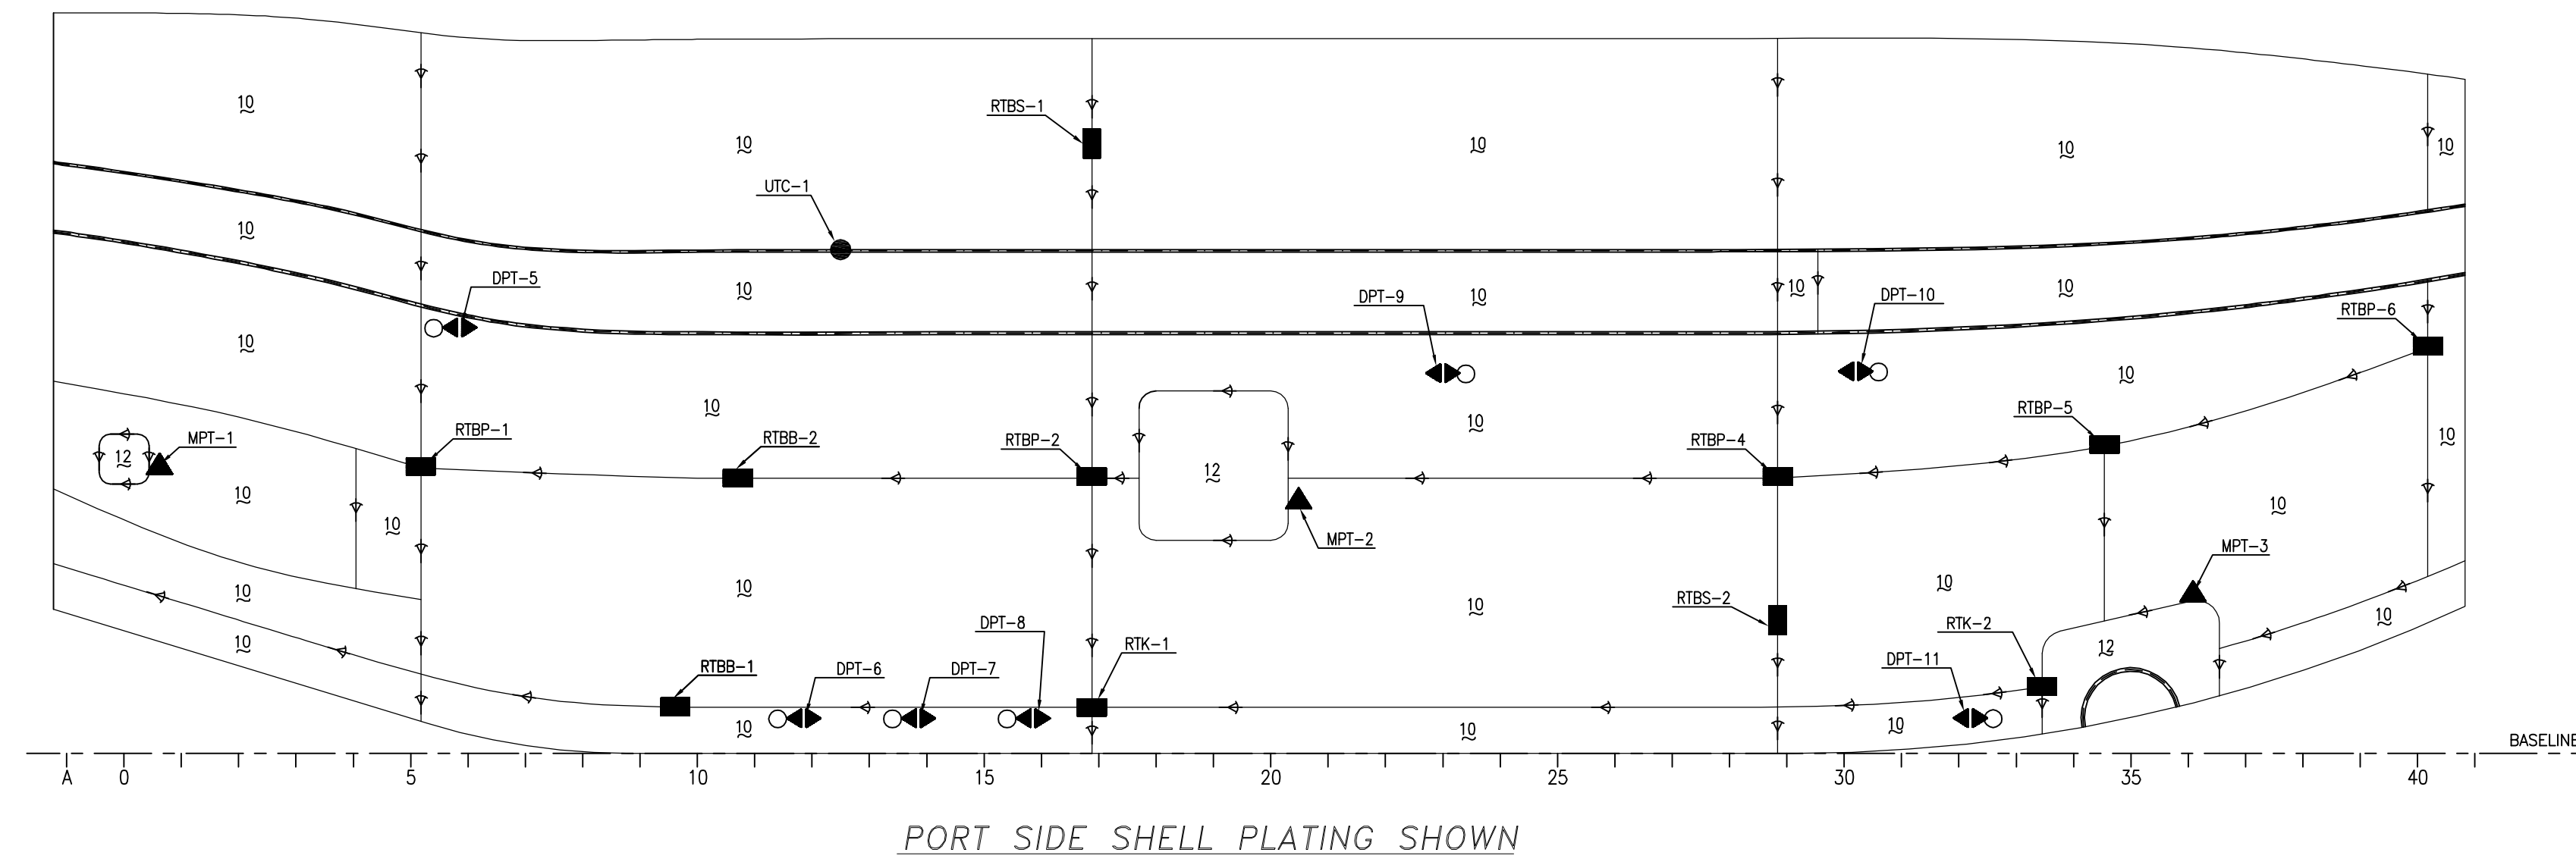 10
RTBS-1
10
10
10
10
UTC-1
10
DPT-5
10
DPT-9
10
10
DPT-10
10
RTBP-6
10
10
10
RTBP-5
10
MPT-1
RTBP-1
RTBB-2
RTBP-2
RTBP-4
10
12
12
10
10
10
MPT-2
MPT-3
10
10
10
10
RTBS-2
10
DPT-8
RTK-2
10
10
RTK-1
12
RTBB-1
DPT-6
DPT-7
DPT-11
10
10
10
BASELINE
A 0 5 10 15 20 25 30 35 40
PORT SIDE SHELL PLATING SHOWN